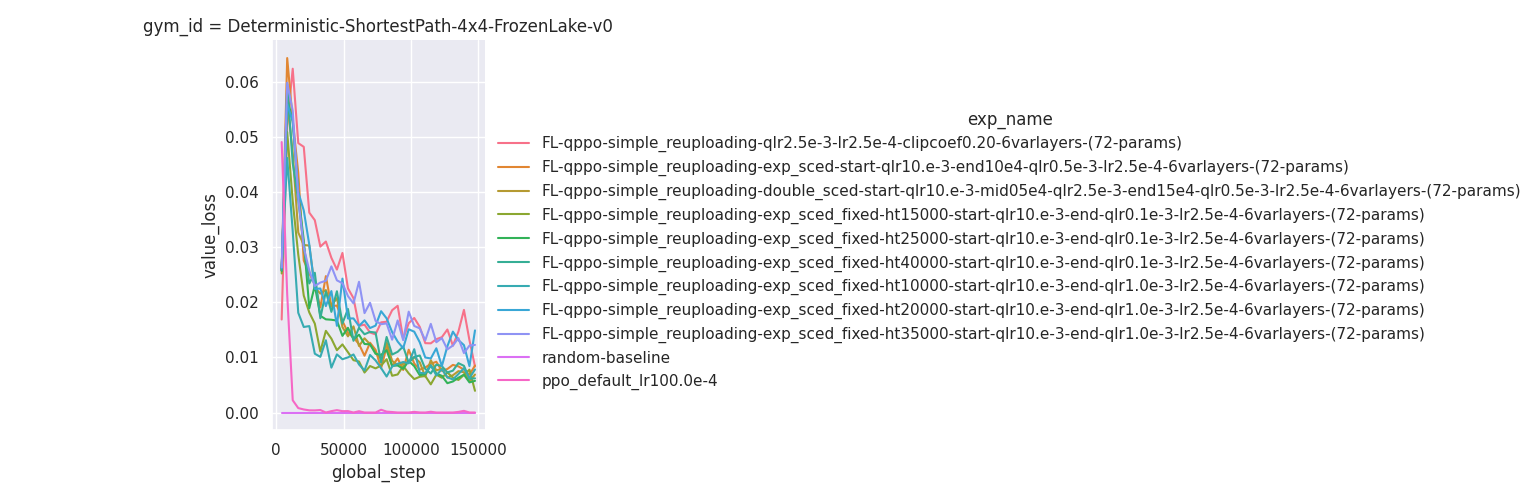 gym_id = Deterministic-ShortestPath-4x4-FrozenLake-v0
0.06
0.05
0.04
0.03
0.02
0.01
0.00
value_loss
0 50000 100000 150000
global_step
exp_name
FL-qppo-simple_reuploading-qlr2.5e-3-lr2.5e-4-clipcoef0.20-6varlayers-(72-params)
FL-qppo-simple_reuploading-exp_sced-start-qlr10.e-3-end10e4-qlr0.5e-3-lr2.5e-4-6varlayers-(72-params)
FL-qppo-simple_reuploading-double_sced-start-qlr10.e-3-mid05e4-qlr2.5e-3-end15e4-qlr0.5e-3-lr2.5e-4-6varlayers-(72-params)
FL-qppo-simple_reuploading-exp_sced_fixed-ht15000-start-qlr10.e-3-end-qlr0.1e-3-lr2.5e-4-6varlayers-(72-params)
FL-qppo-simple_reuploading-exp_sced_fixed-ht25000-start-qlr10.e-3-end-qlr0.1e-3-lr2.5e-4-6varlayers-(72-params)
FL-qppo-simple_reuploading-exp_sced_fixed-ht40000-start-qlr10.e-3-end-qlr0.1e-3-lr2.5e-4-6varlayers-(72-params)
FL-qppo-simple_reuploading-exp_sced_fixed-ht10000-start-qlr10.e-3-end-qlr1.0e-3-lr2.5e-4-6varlayers-(72-params)
FL-qppo-simple_reuploading-exp_sced_fixed-ht20000-start-qlr10.e-3-end-qlr1.0e-3-lr2.5e-4-6varlayers-(72-params)
FL-qppo-simple_reuploading-exp_sced_fixed-ht35000-start-qlr10.e-3-end-qlr1.0e-3-lr2.5e-4-6varlayers-(72-params)
random-baseline
ppo_default_lr100.0e-4